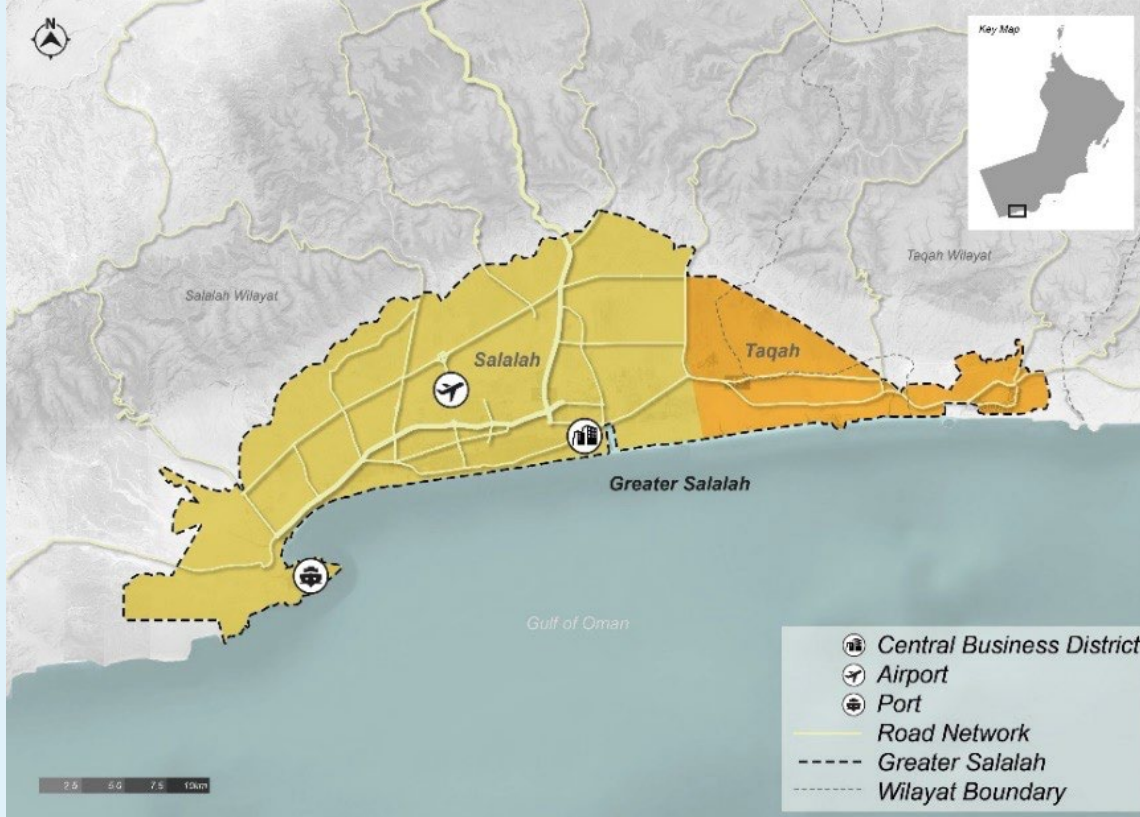 N
Key Map
Salalah Wilayat
Taqah Wilayat
Salalah
Taqah
Greater Salalah
Gulf of Oman
Central Business District
Airport
Port
Road Network
Greater Salalah
Wilayat Boundary
2.5 5.0 7.5 10km